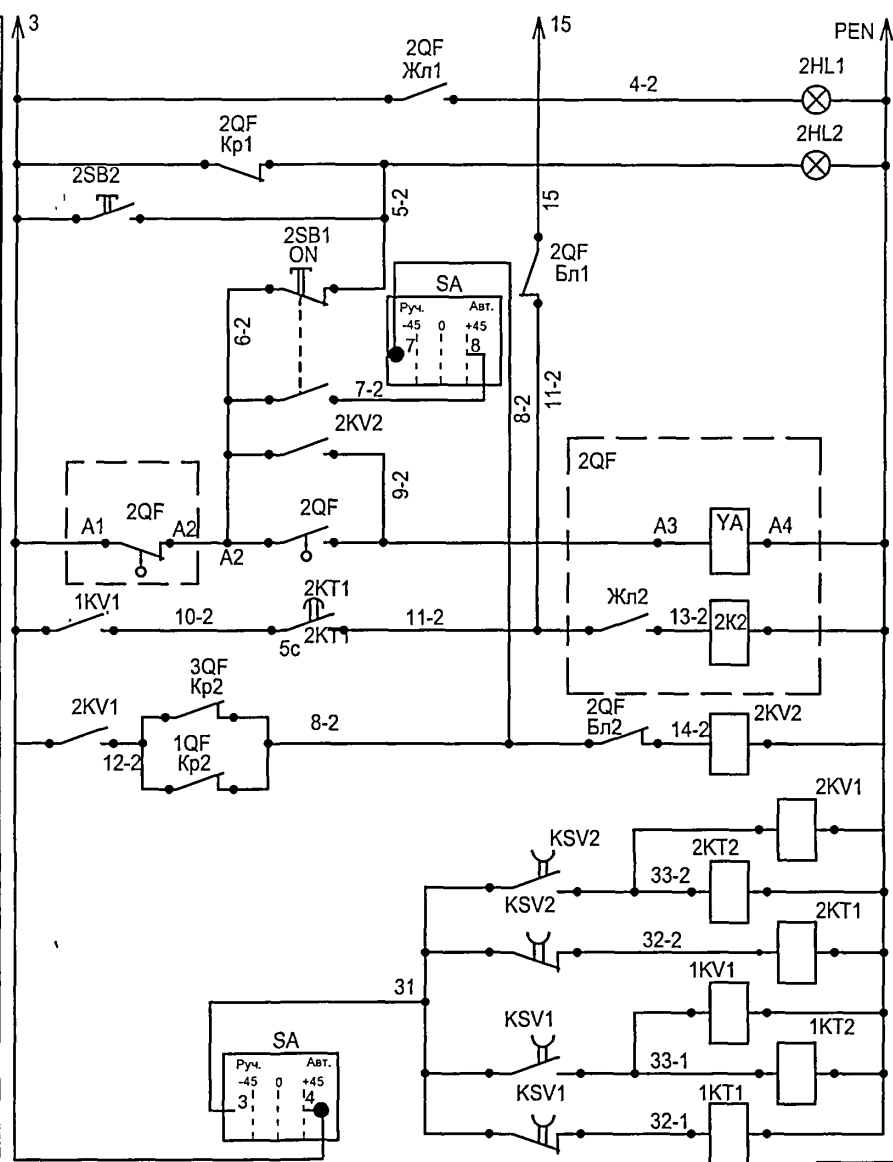 3
15
PEN
2QF
Жл1
4-2
2HL1
2QF
Кр1
2HL2
2SB2
5-2
15
2SB1
ON
2QF
Бл1
SA
Руч.
Авт.
-45
0
+45
7
8
6-2
7-2
8-2
11-2
2KV2
9-2
2QF
2QF
A1
A2
A2
2QF
A3
YA
A4
1KV1
10-2
2KT1
5с
2KT1
11-2
Жл2
13-2
2K2
3QF
Кр2
2KV1
12-2
1QF
Кр2
8-2
2QF
Бл2
14-2
2KV2
2KV1
KSV2
2KT2
KSV2
33-2
2KT1
32-2
31
1KV1
KSV1
1KT2
33-1
SA
Руч.
Авт.
-45
0
+45
3
4
KSV1
1KT1
32-1